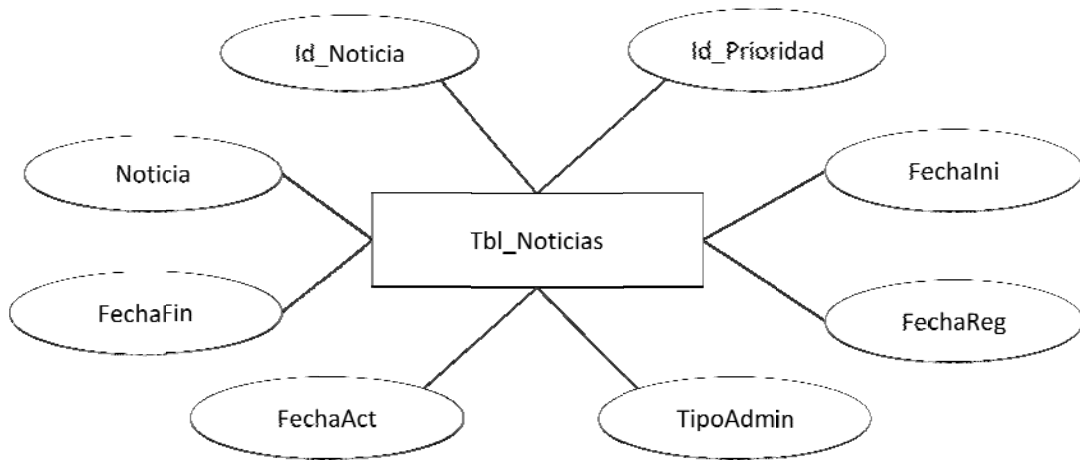 Id_Noticia
Id_Prioridad
Noticia
FechaIni
Tbl_Noticias
FechaFin
FechaReg
FechaAct
TipoAdmin